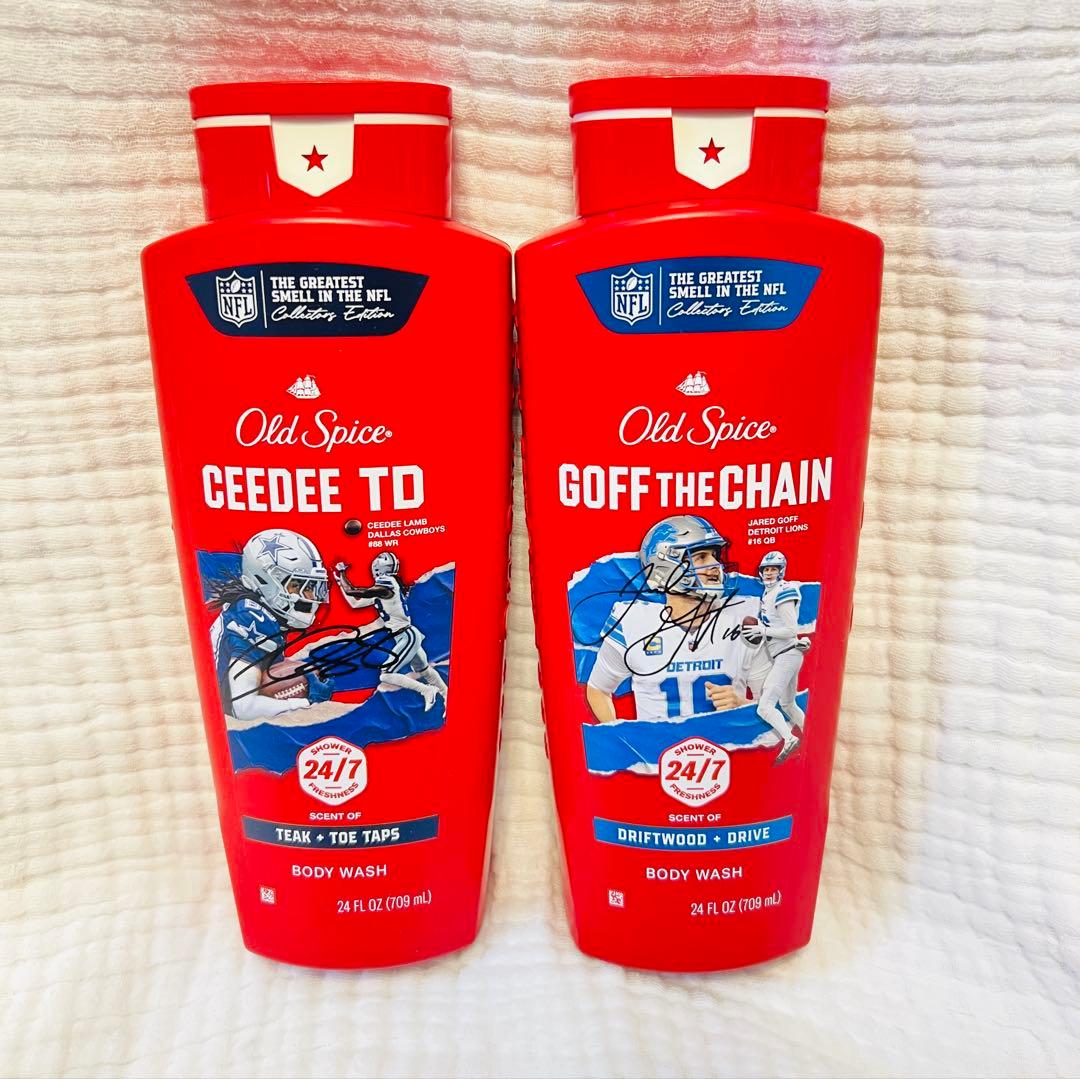 NFL
THE GREATEST
SMELL IN THE NFL
Collectors Edition
Old Spice®
CEEDEE TD
CEEDEE LAMB
DALLAS COWBOYS
#88 WR
SHOWER
24/7
FRESHNESS
SCENT OF
TEAK + TOE TAPS
BODY WASH
24 FL OZ (709 mL)
NFL
THE GREATEST
SMELL IN THE NFL
Collectors Edition
Old Spice®
GOFF THE CHAIN
JARED GOFF
DETROIT LIONS
#16 QB
DETROIT
16
SHOWER
24/7
FRESHNESS
SCENT OF
DRIFTWOOD + DRIVE
BODY WASH
24 FL OZ (709 mL)